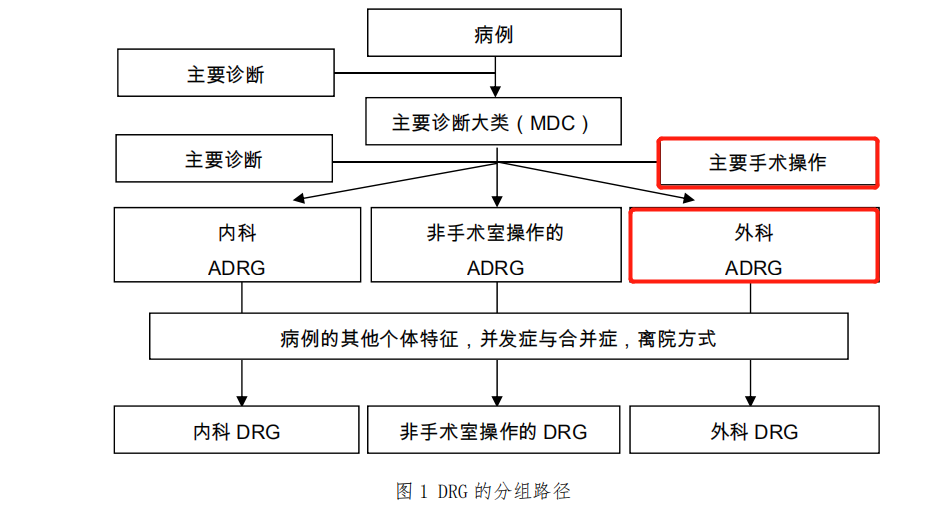 病例
主要诊断
主要诊断大类（MDC）
主要诊断
主要手术操作
内科
ADRG
非手术室操作的
ADRG
外科
ADRG
病例的其他个体特征，并发症与合并症，离院方式
内科 DRG
非手术室操作的 DRG
外科 DRG
图 1 DRG 的分组路径